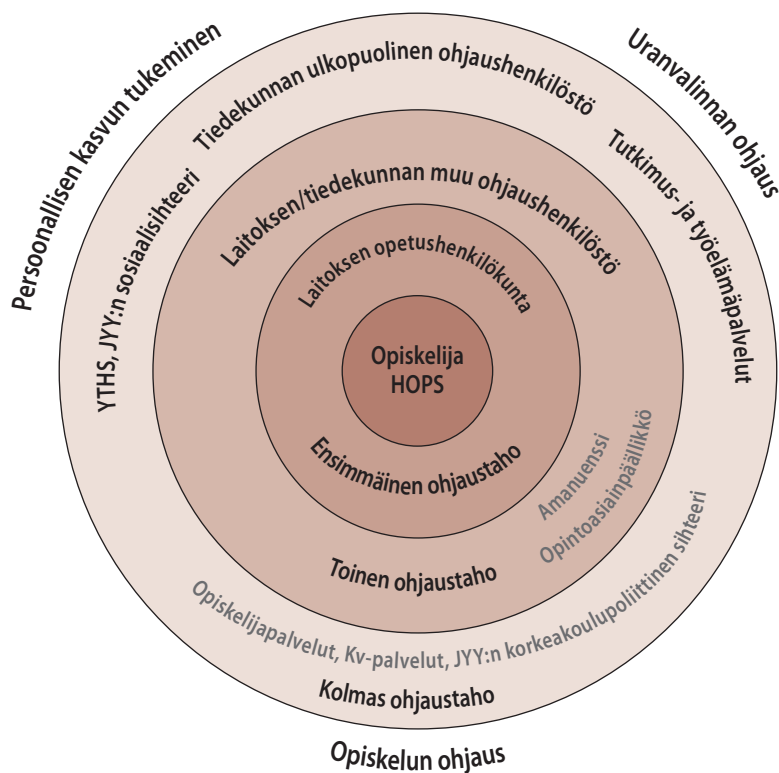 Persoonallisen kasvun tukeminen
Uranvalinnan ohjaus
Tiedekunnan ulkopuolinen ohjaushenkilöstö
YTHS, JYY:n sosiaalisihteeri
Tutkimus- ja työelämäpalvelut
Laitoksen/tiedekunnan muu ohjaushenkilöstö
Laitoksen opetushenkilökunta
Opiskelija
HOPS
Ensimmäinen ohjaustaho
Amanuenssi
Opintoasiainpäällikkö
Toinen ohjaustaho
Opiskelijapalvelut, Kv-palvelut, JYY:n korkeakoulupoliittinen sihteeri
Kolmas ohjaustaho
Opiskelun ohjaus